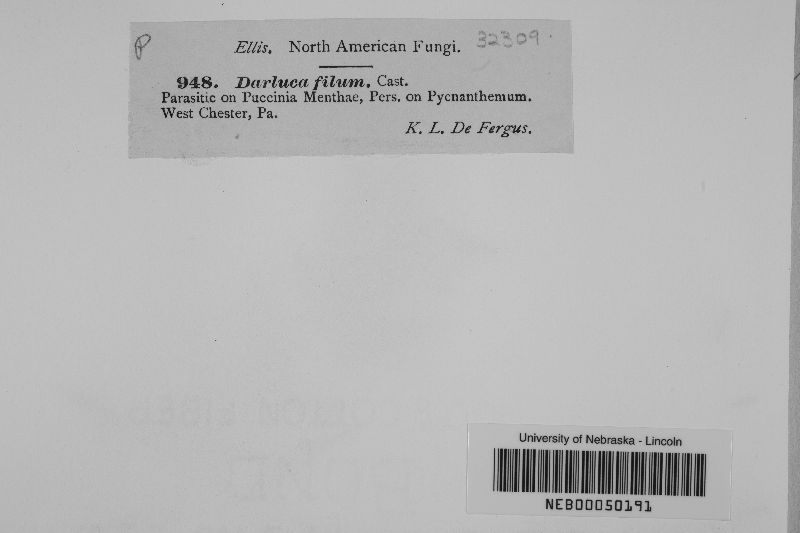 P
Ellis. North American Fungi. 32309
948. Darluca filum, Cast.
Parasitic on Puccinia Menthae, Pers. on Pycnanthemum.
West Chester, Pa.
K. L. De Fergus.
University of Nebraska - Lincoln
NEB00050191